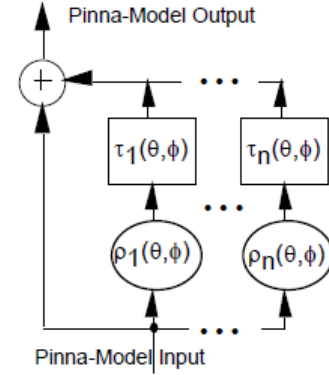 Pinna-Model Output
+
• • •
τ1(θ,ϕ) τn(θ,ϕ)
• • •
ρ1(θ,ϕ) ρn(θ,ϕ)
• • •
Pinna-Model Input